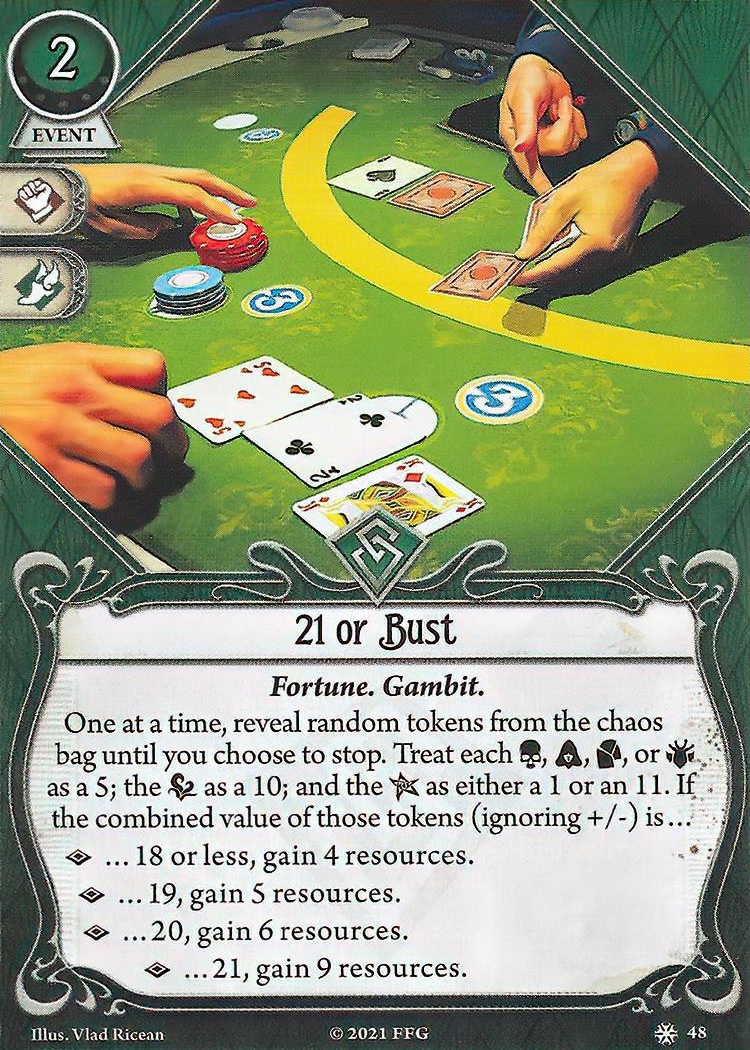 2
EVENT
21 or Bust
Fortune. Gambit.
One at a time, reveal random tokens from the chaos
bag until you choose to stop. Treat each , , , or
as a 5; the as a 10; and the as either a 1 or an 11. If
the combined value of those tokens (ignoring +/-) is…
…18 or less, gain 4 resources.
…19, gain 5 resources.
…20, gain 6 resources.
…21, gain 9 resources.
Illus. Vlad Ricean
© 2021 FFG
48